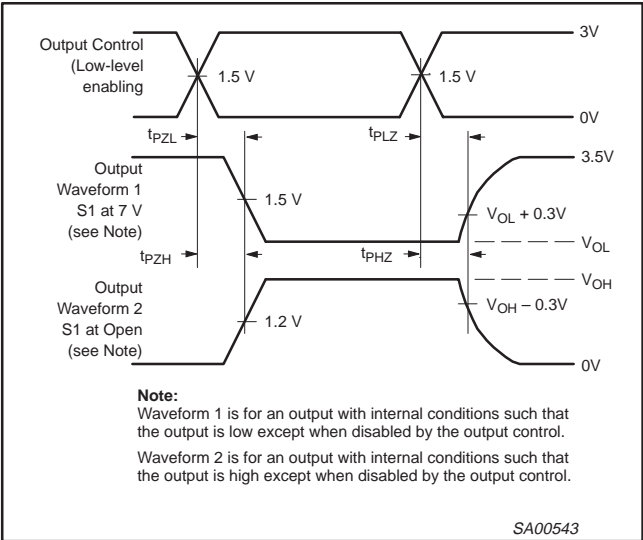 Output Control
(Low-level
enabling
1.5 V
1.5 V
3V
0V
tPZL
tPLZ
Output
Waveform 1
S1 at 7 V
(see Note)
1.5 V
3.5V
VOL + 0.3V
VOL
tPZH
tPHZ
VOH
Output
Waveform 2
S1 at Open
(see Note)
1.2 V
VOH – 0.3V
0V
Note:
Waveform 1 is for an output with internal conditions such that
the output is low except when disabled by the output control.
Waveform 2 is for an output with internal conditions such that
the output is high except when disabled by the output control.
SA00543